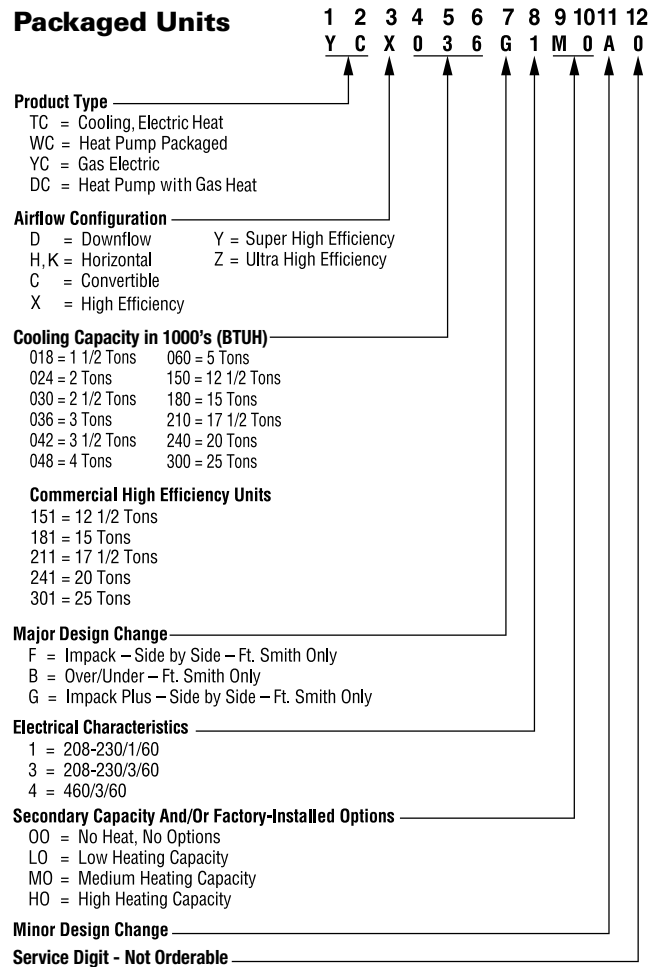 Packaged Units
1 2 3 4 5 6 7 8 9 10 11 12
Y C X 0 3 6 G 1 M 0 A 0
Product Type
TC = Cooling, Electric Heat
WC = Heat Pump Packaged
YC = Gas Electric
DC = Heat Pump with Gas Heat
Airflow Configuration
D = Downflow
H,K = Horizontal
C = Convertible
X = High Efficiency
Y = Super High Efficiency
Z = Ultra High Efficiency
Cooling Capacity in 1000's (BTUH)
018 = 1 1/2 Tons
024 = 2 Tons
030 = 2 1/2 Tons
036 = 3 Tons
042 = 3 1/2 Tons
048 = 4 Tons
060 = 5 Tons
150 = 12 1/2 Tons
180 = 15 Tons
210 = 17 1/2 Tons
240 = 20 Tons
300 = 25 Tons
Commercial High Efficiency Units
151 = 12 1/2 Tons
181 = 15 Tons
211 = 17 1/2 Tons
241 = 20 Tons
301 = 25 Tons
Major Design Change
F = Impack – Side by Side – Ft. Smith Only
B = Over/Under – Ft. Smith Only
G = Impack Plus – Side by Side – Ft. Smith Only
Electrical Characteristics
1 = 208-230/1/60
3 = 208-230/3/60
4 = 460/3/60
Secondary Capacity And/Or Factory-Installed Options
OO = No Heat, No Options
LO = Low Heating Capacity
MO = Medium Heating Capacity
HO = High Heating Capacity
Minor Design Change
Service Digit - Not Orderable